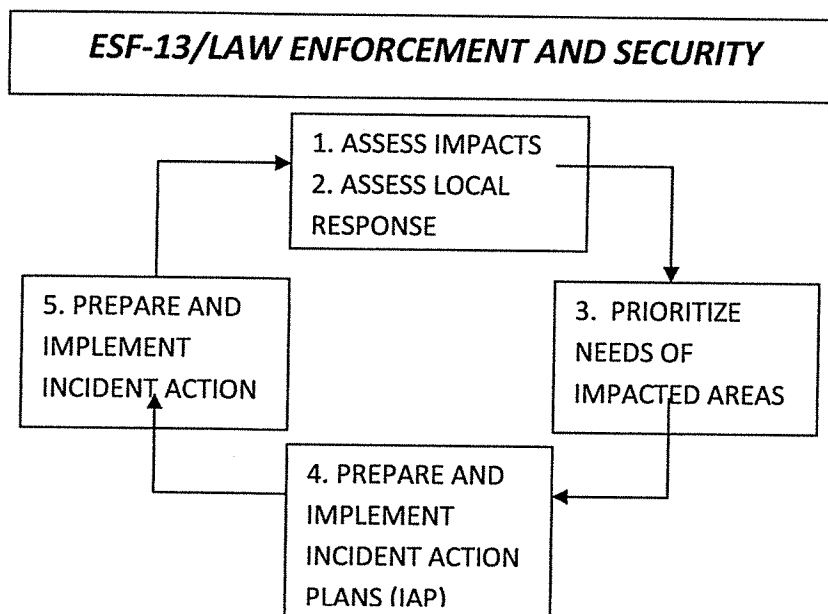 ESF-13/LAW ENFORCEMENT AND SECURITY
1. ASSESS IMPACTS
2. ASSESS LOCAL
RESPONSE
3. PRIORITIZE
NEEDS OF
IMPACTED AREAS
4. PREPARE AND
IMPLEMENT
INCIDENT ACTION
PLANS (IAP)
5. PREPARE AND
IMPLEMENT
INCIDENT ACTION